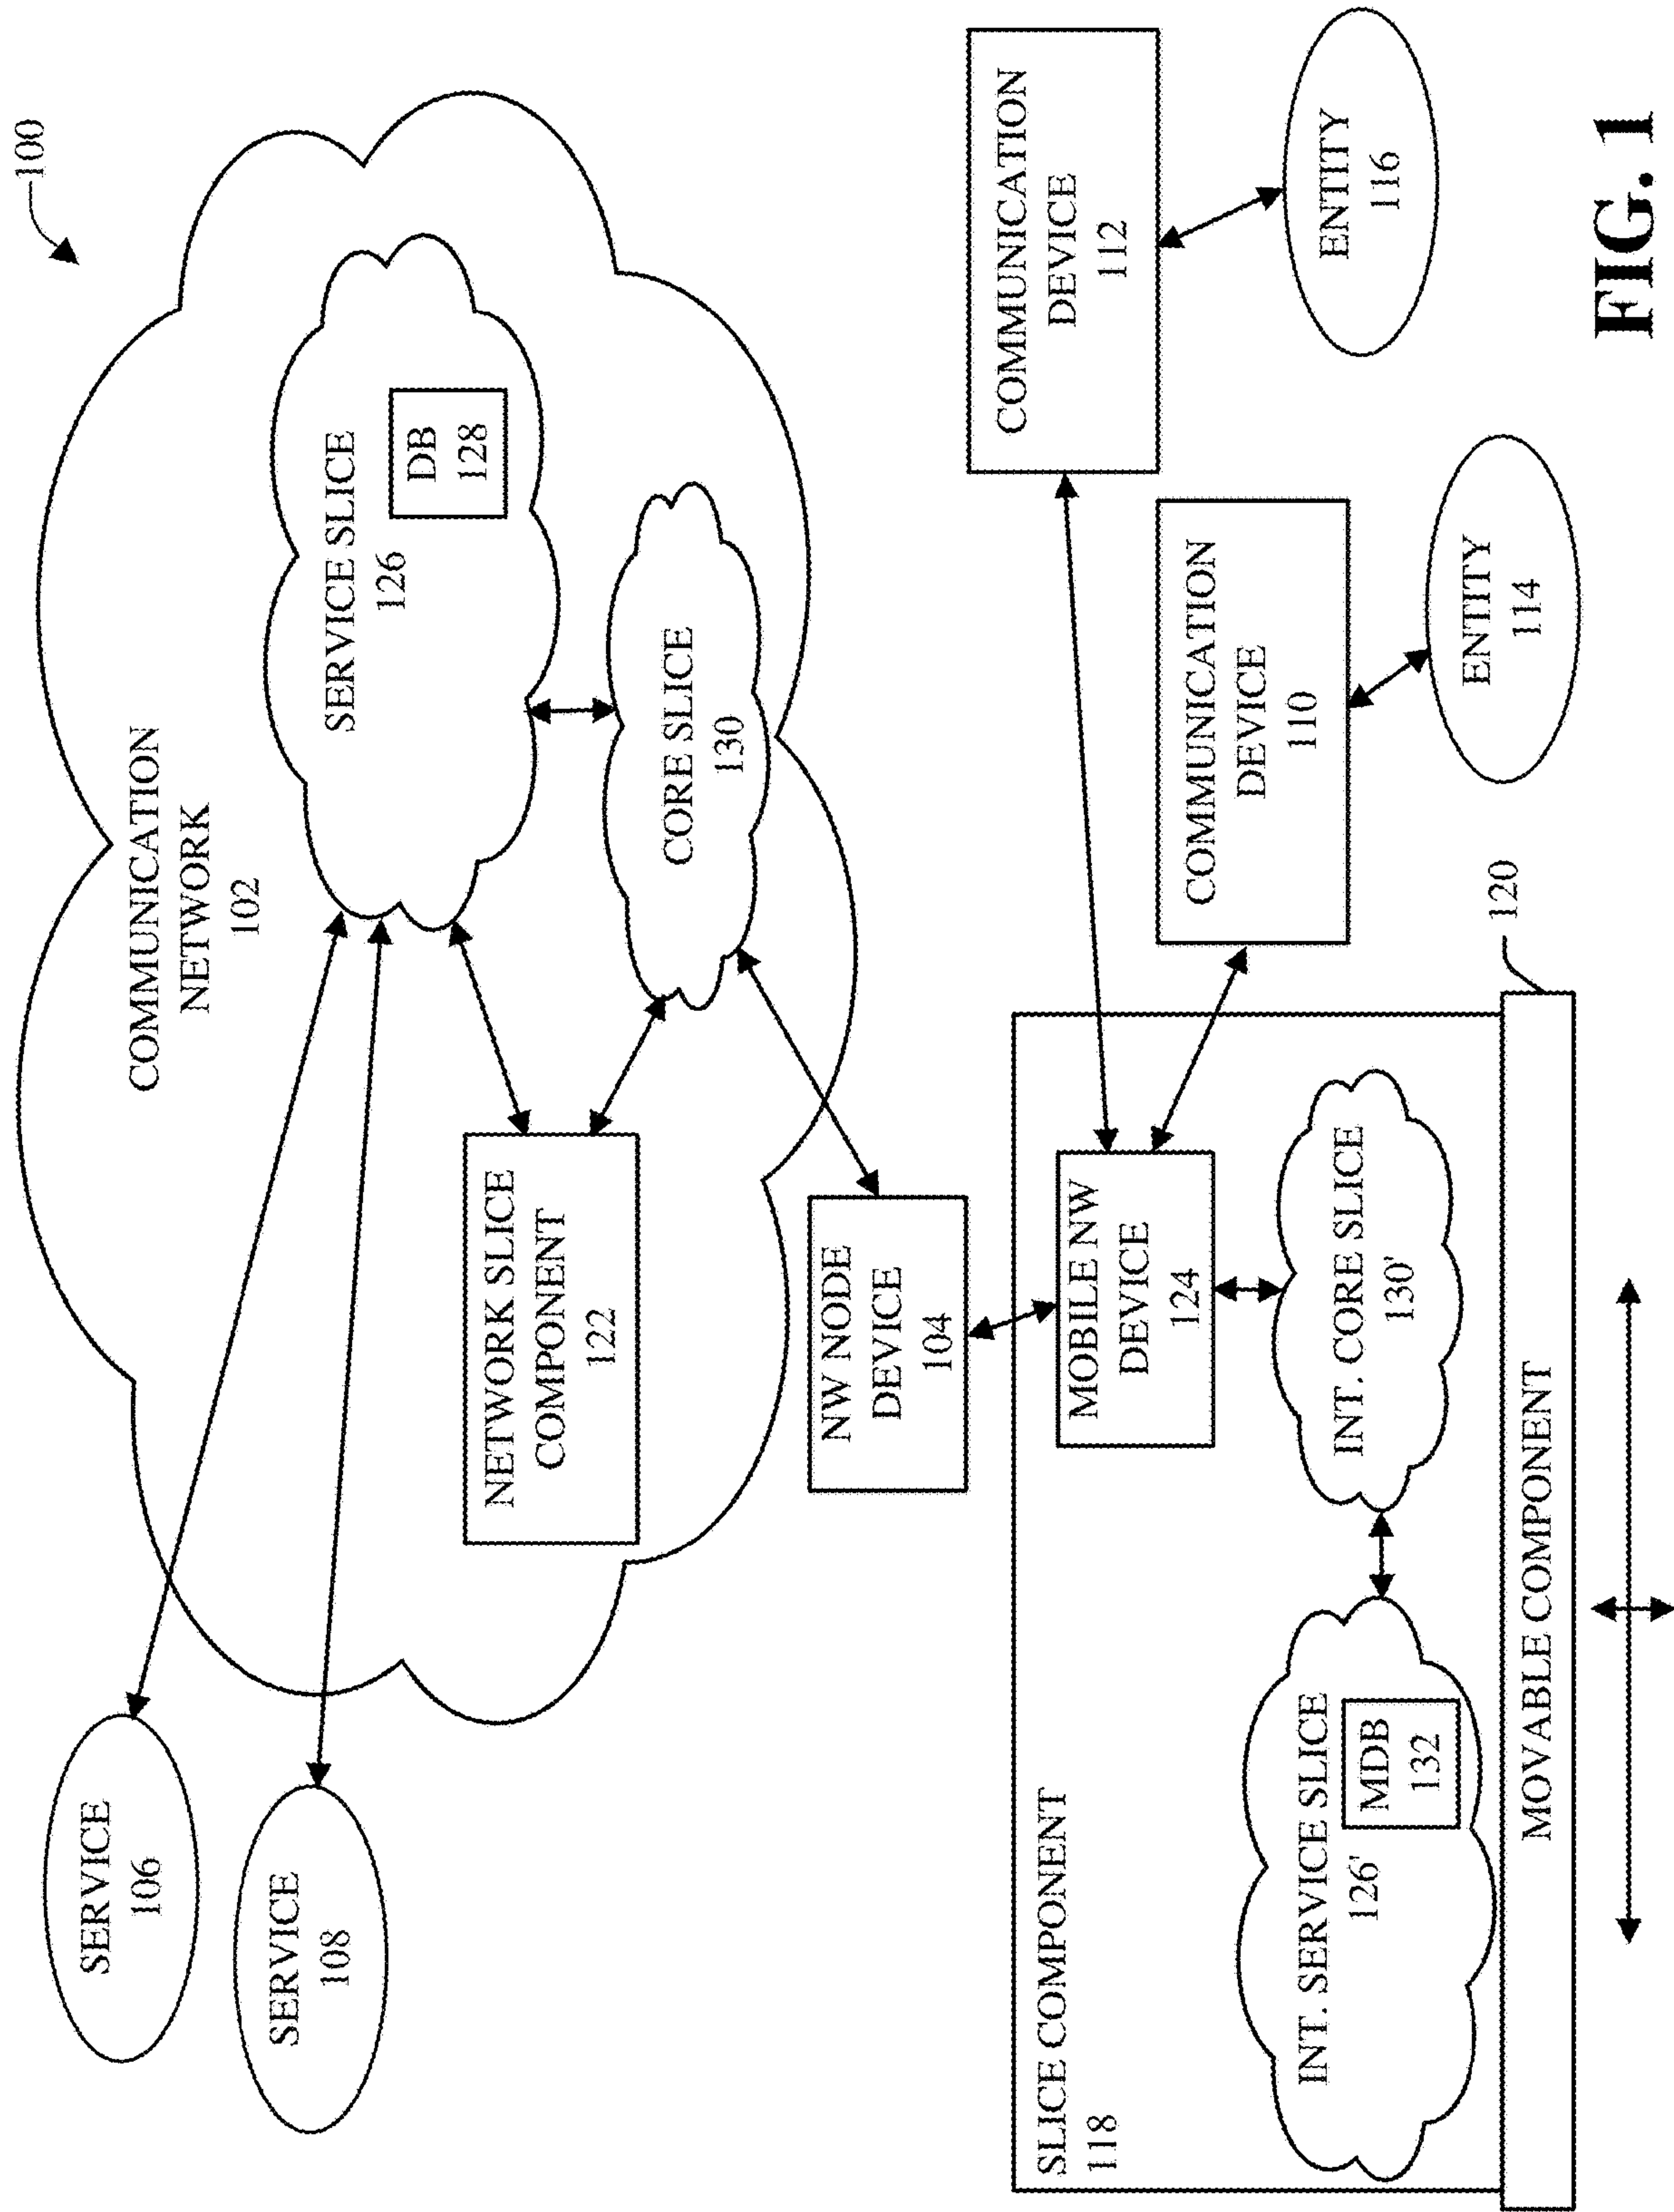 100
SERVICE
106
SERVICE
108
COMMUNICATION
NETWORK
102
SERVICE SLICE
126
DB
128
NETWORK SLICE
COMPONENT
122
CORE SLICE
130
NW NODE
DEVICE
104
SLICE COMPONENT
118
MOBILE NW
DEVICE
124
INT. SERVICE SLICE
126'
MDB
132
INT. CORE SLICE
130'
MOVABLE COMPONENT
120
COMMUNICATION
DEVICE
112
ENTITY
116
COMMUNICATION
DEVICE
110
ENTITY
114
FIG. 1